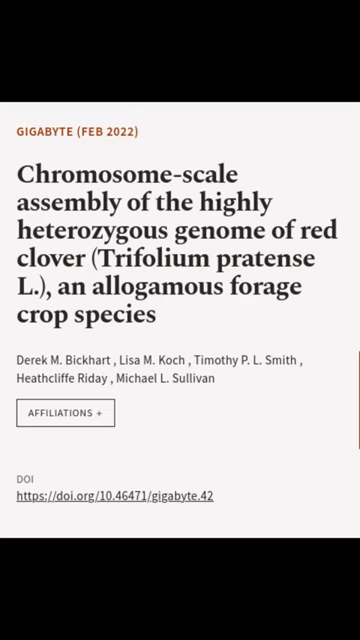 GIGABYTE (FEB 2022)
Chromosome-scale
assembly of the highly
heterozygous genome of red
clover (Trifolium pratense
L.), an allogamous forage
crop species
Derek M. Bickhart , Lisa M. Koch , Timothy P. L. Smith ,
Heathcliffe Riday , Michael L. Sullivan
AFFILIATIONS +
DOI
https://doi.org/10.46471/gigabyte.42